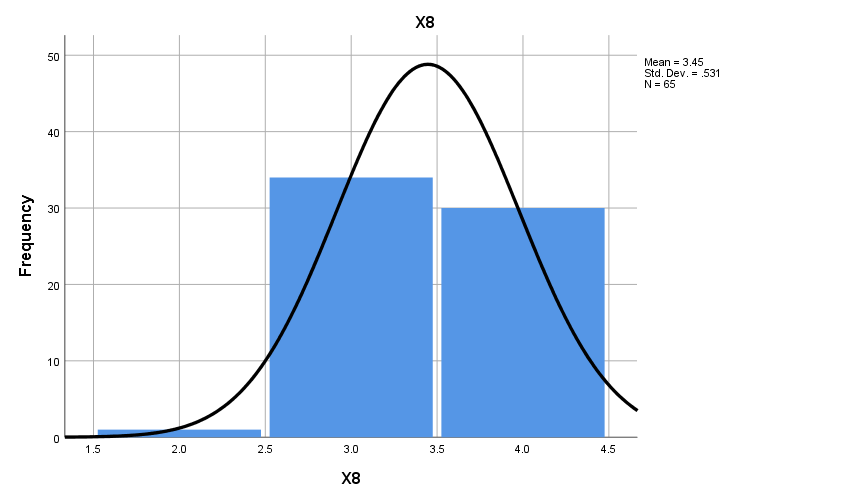 X8
Mean = 3.45
Std. Dev. = .531
N = 65
50
40
30
20
10
0
Frequency
1.5 2.0 2.5 3.0 3.5 4.0 4.5
X8